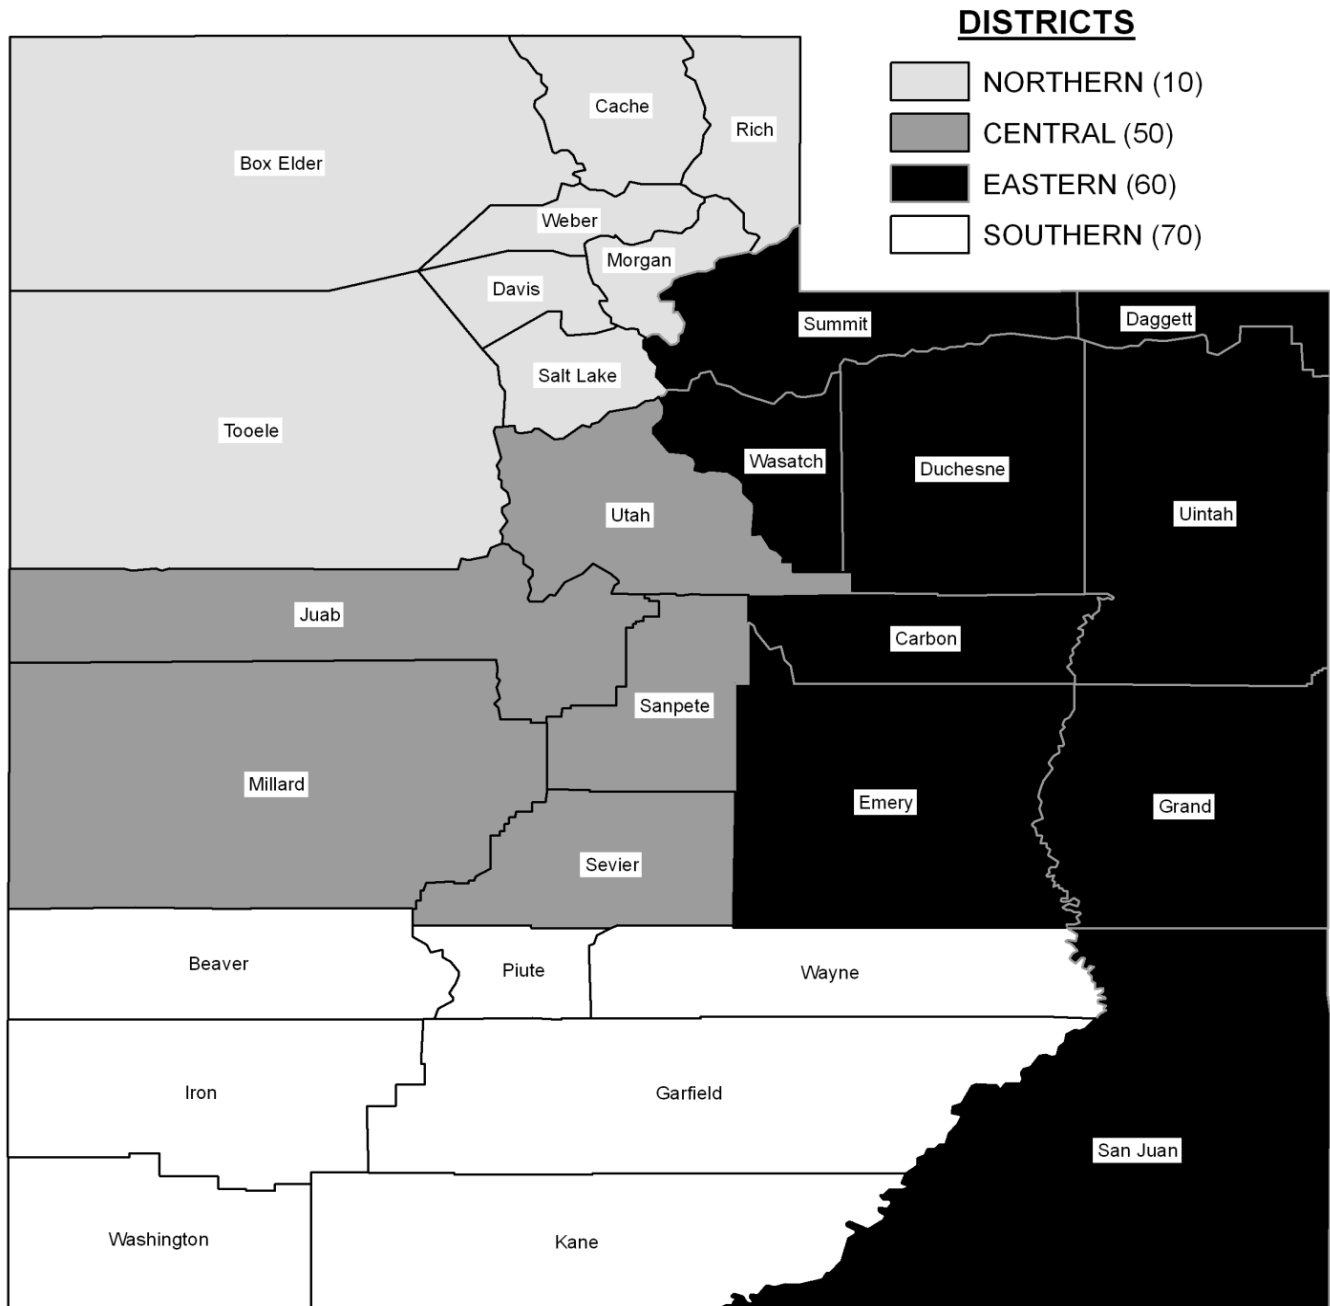 DISTRICTS
NORTHERN (10)
CENTRAL (50)
EASTERN (60)
SOUTHERN (70)
Cache
Rich
Box Elder
Weber
Morgan
Davis
Summit
Daggett
Salt Lake
Tooele
Wasatch
Duchesne
Utah
Uintah
Juab
Carbon
Sanpete
Millard
Emery
Grand
Sevier
Beaver
Piute
Wayne
Iron
Garfield
San Juan
Washington
Kane